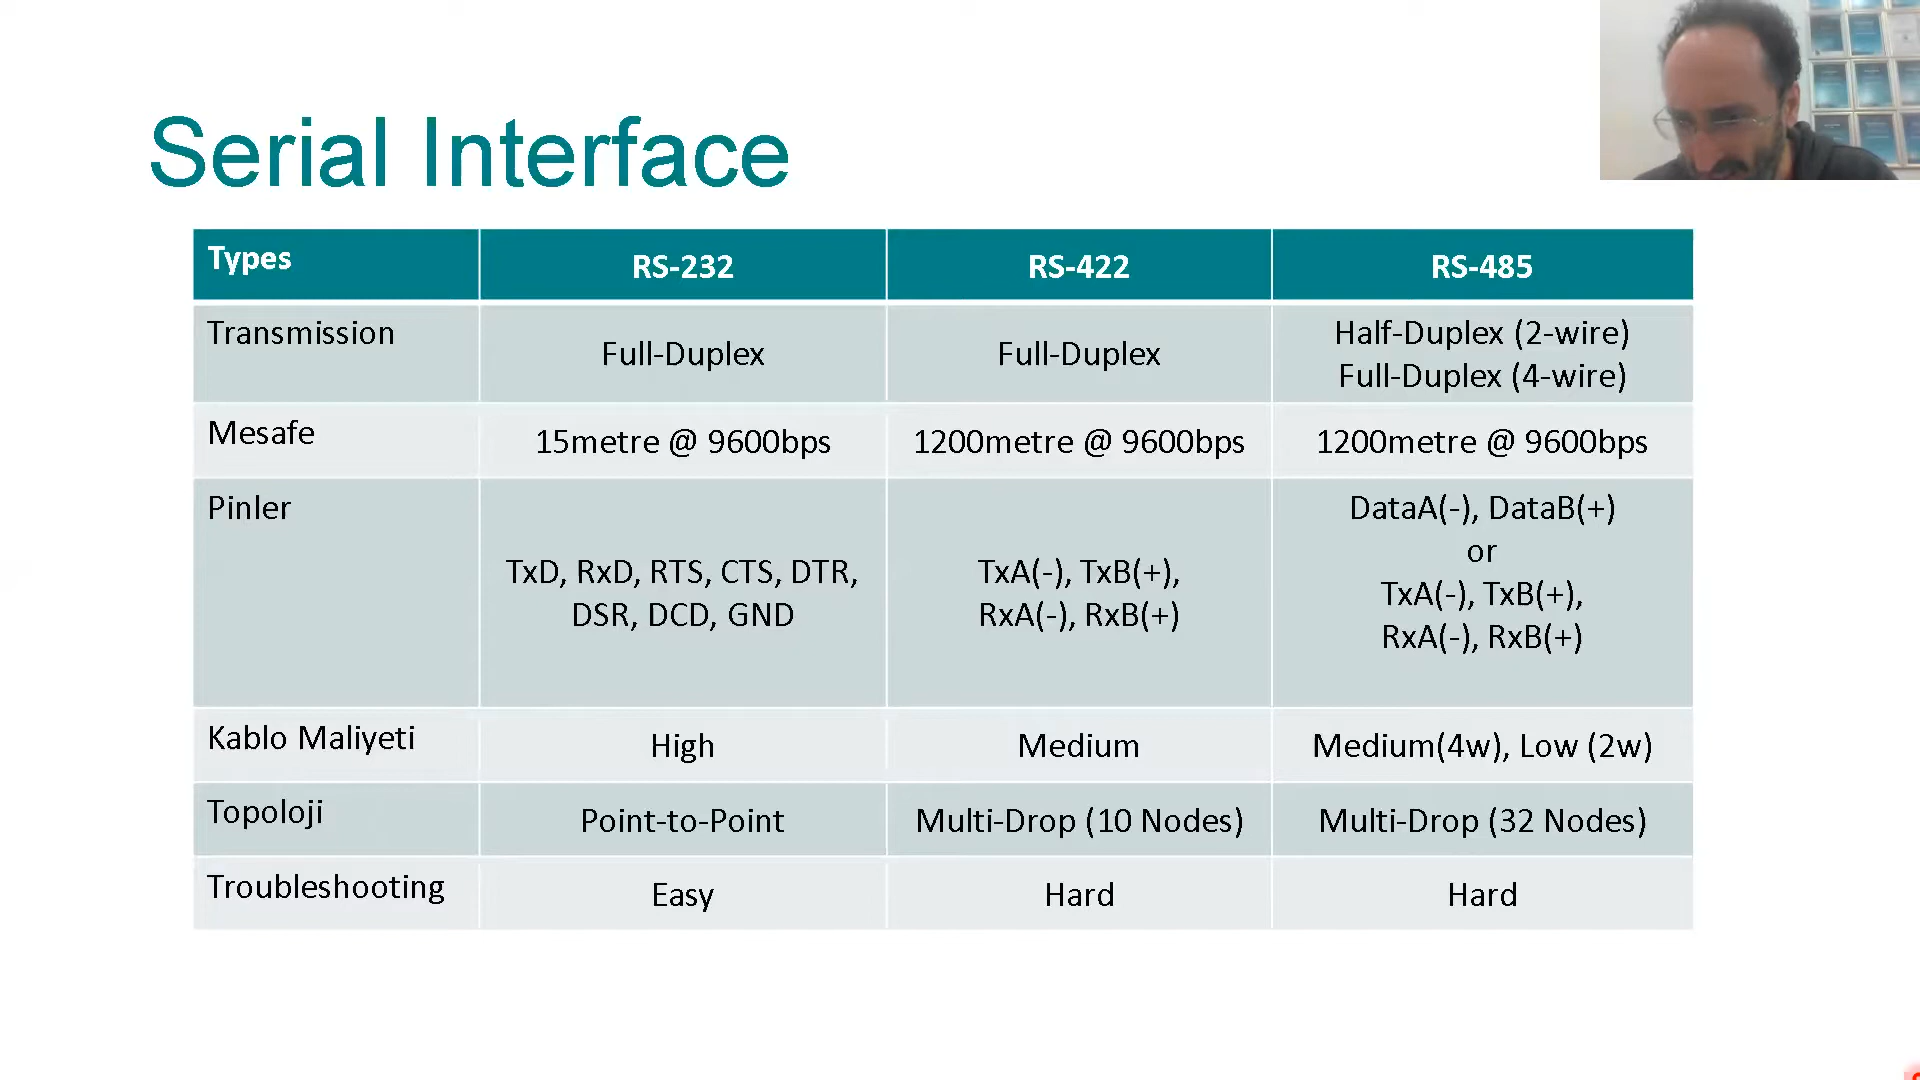 Serial Interface
Types
RS-232
RS-422
RS-485
Transmission
Full-Duplex
Full-Duplex
Half-Duplex (2-wire)
Full-Duplex (4-wire)
Mesafe
15metre @ 9600bps
1200metre @ 9600bps
1200metre @ 9600bps
Pinler
TxD, RxD, RTS, CTS, DTR,
DSR, DCD, GND
TxA(-), TxB(+),
RxA(-), RxB(+)
DataA(-), DataB(+)
or
TxA(-), TxB(+),
RxA(-), RxB(+)
Kablo Maliyeti
High
Medium
Medium(4w), Low (2w)
Topoloji
Point-to-Point
Multi-Drop (10 Nodes)
Multi-Drop (32 Nodes)
Troubleshooting
Easy
Hard
Hard